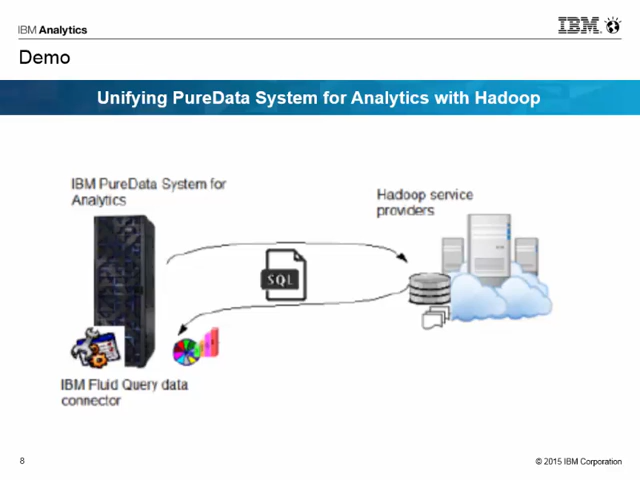 IBM Analytics
IBM
Demo
Unifying PureData System for Analytics with Hadoop
IBM PureData System for
Analytics
Hadoop service
providers
SQL
IBM Fluid Query data
connector
8
© 2015 IBM Corporation